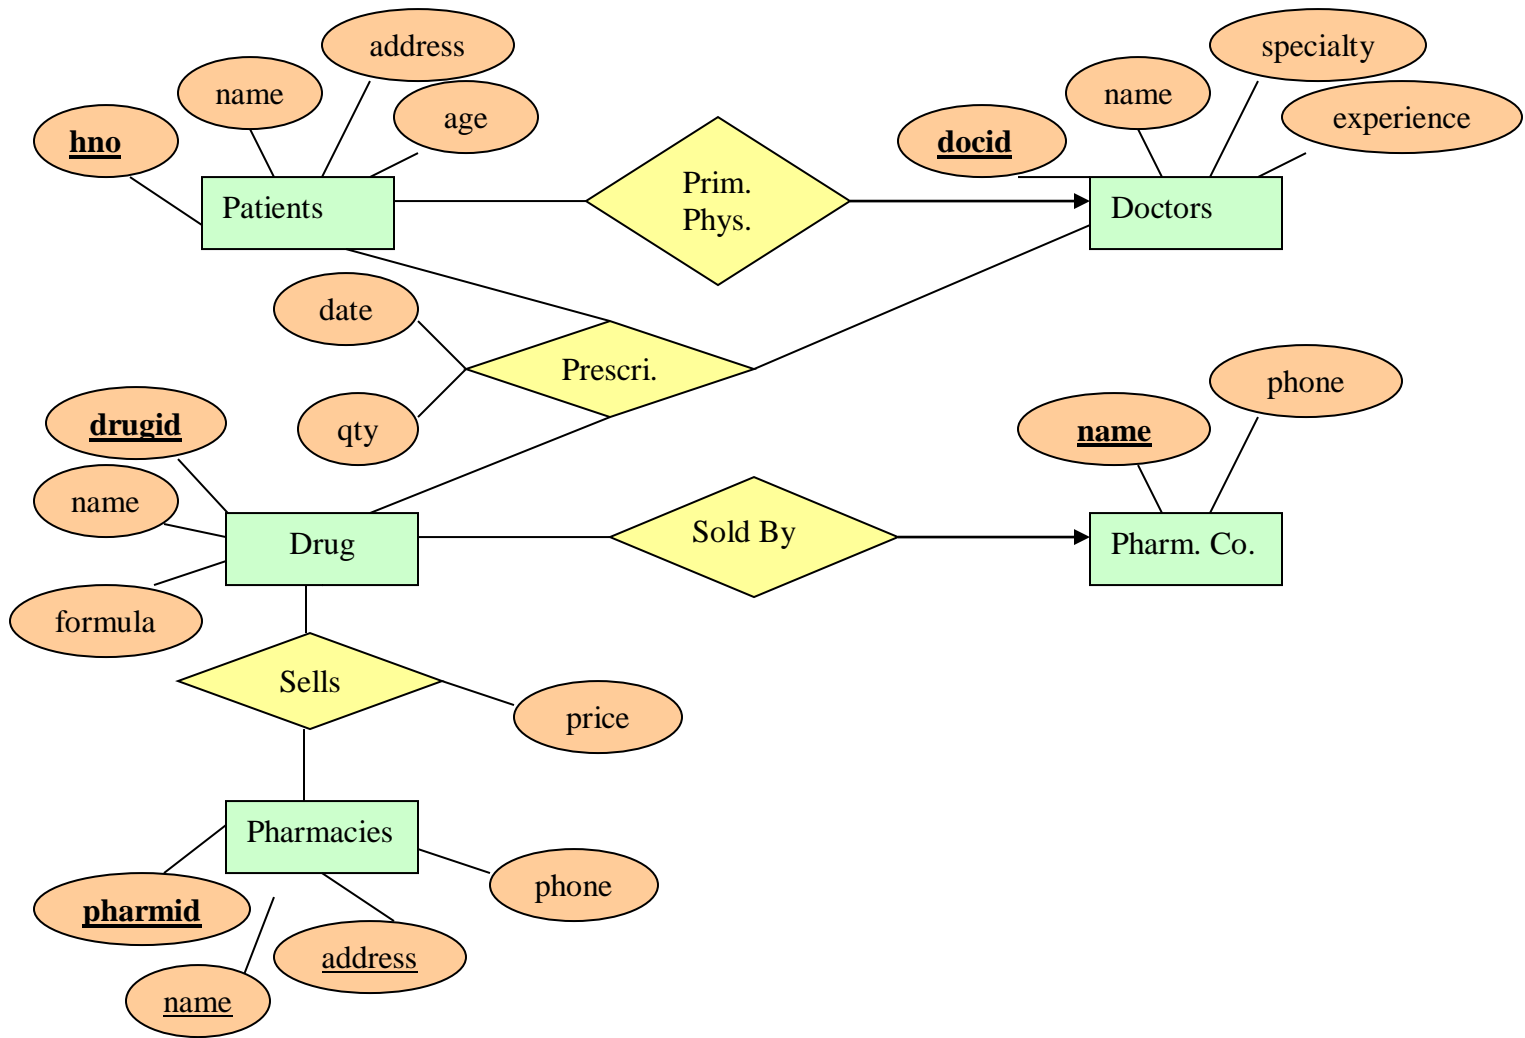 address
specialty
name
name
age
experience
hno
docid
Prim.
Phys.
Patients
Doctors
date
Prescri.
phone
qty
drugid
name
name
Sold By
Drug
Pharm. Co.
formula
Sells
price
Pharmacies
phone
pharmid
address
name